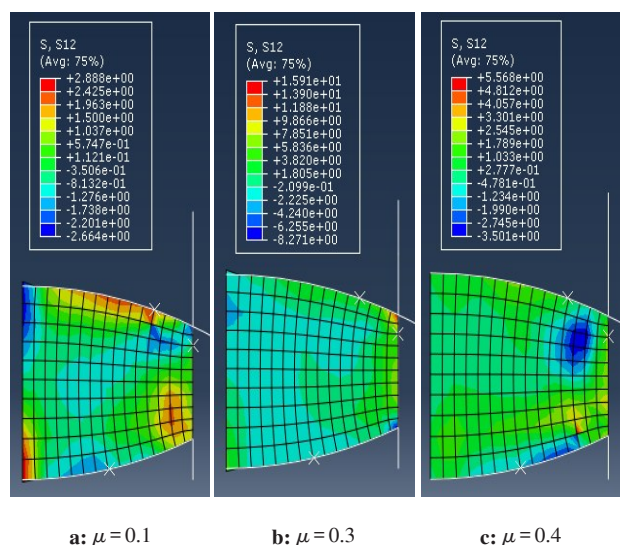 S, S12
(Avg: 75%)
+2.888e+00
+2.425e+00
+1.963e+00
+1.500e+00
+1.037e+00
+5.747e-01
+1.121e-01
-3.506e-01
-8.132e-01
-1.276e+00
-1.738e+00
-2.201e+00
-2.664e+00
S, S12
(Avg: 75%)
+1.591e+01
+1.390e+01
+1.188e+01
+9.866e+00
+7.851e+00
+5.836e+00
+3.820e+00
+1.805e+00
-2.099e-01
-2.225e+00
-4.240e+00
-6.255e+00
-8.271e+00
S, S12
(Avg: 75%)
+5.568e+00
+4.812e+00
+4.057e+00
+3.301e+00
+2.545e+00
+1.789e+00
+1.033e+00
+2.777e-01
-4.781e-01
-1.234e+00
-1.990e+00
-2.745e+00
-3.501e+00
a: μ = 0.1
b: μ = 0.3
c: μ = 0.4